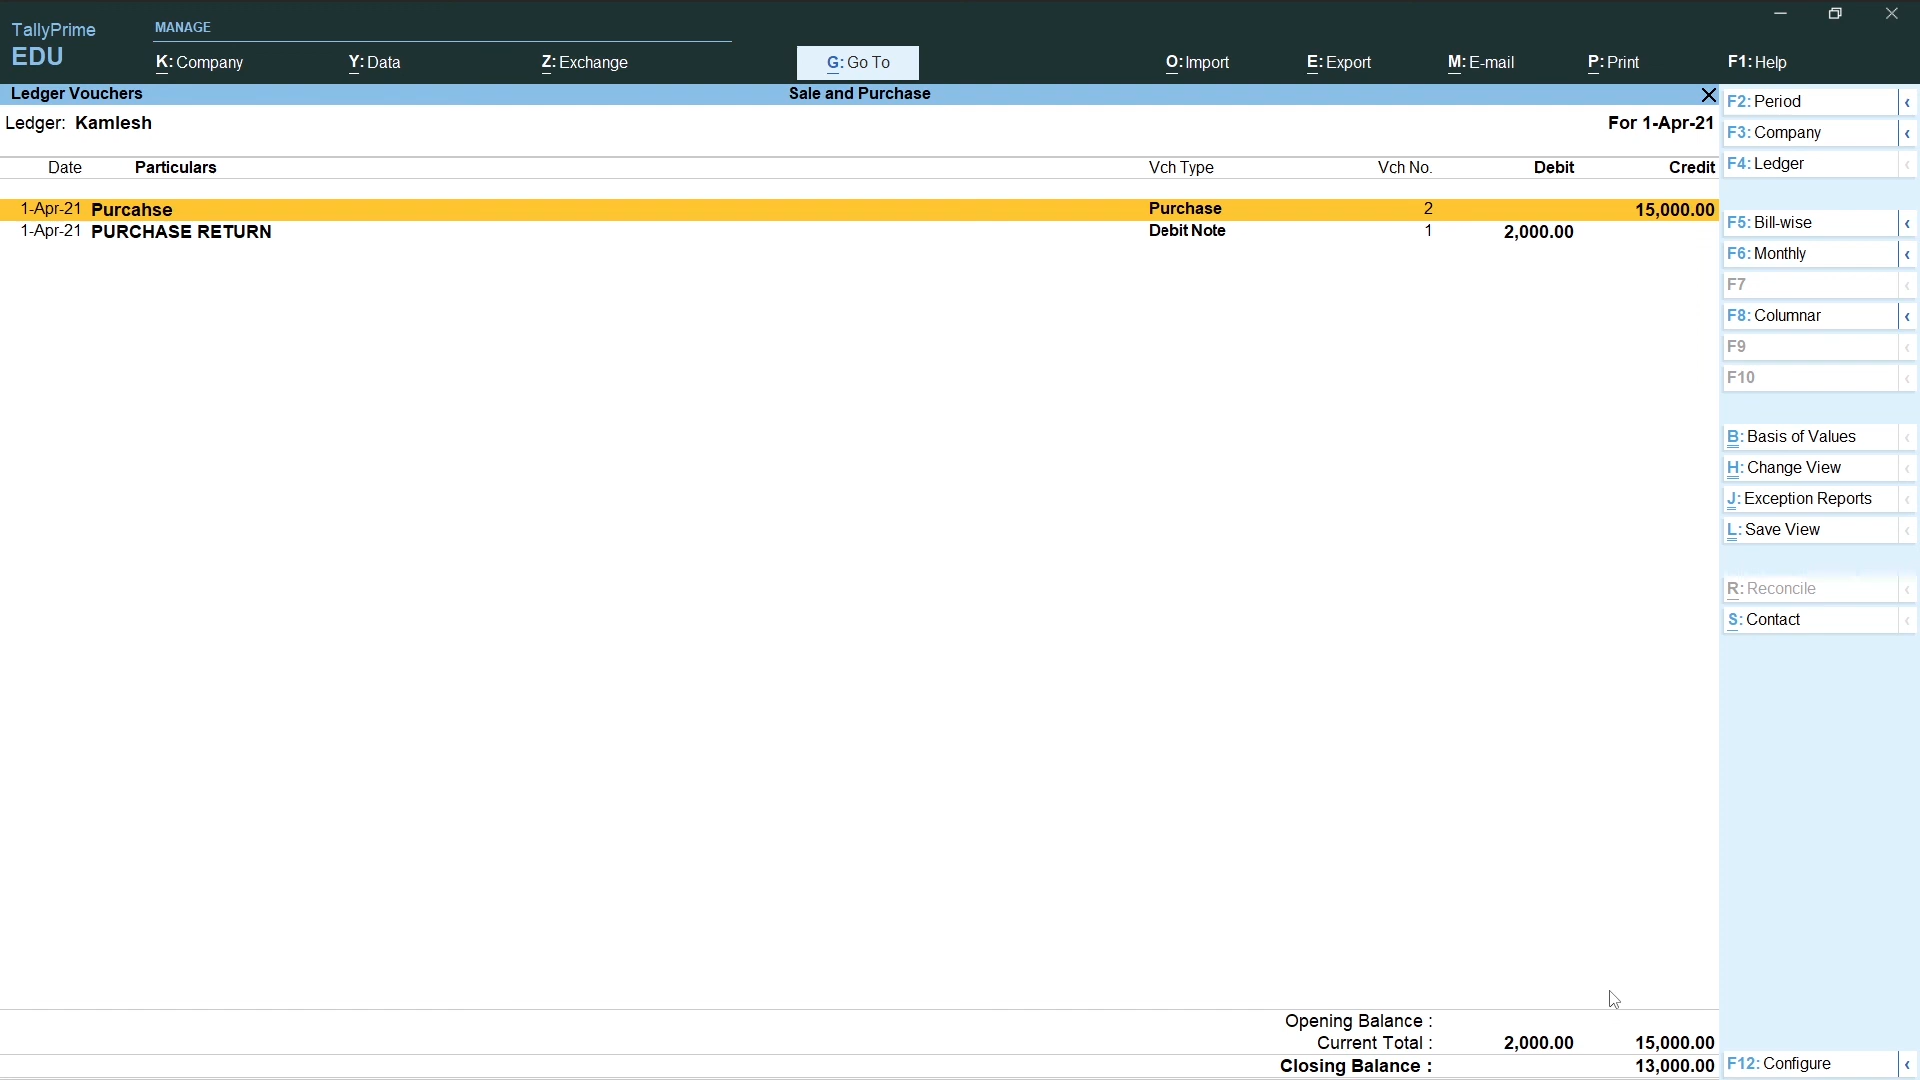 TallyPrime
EDU
MANAGE
K: Company
Y: Data
Z: Exchange
G: Go To
O: Import
E: Export
M: E-mail
P: Print
F1: Help
Ledger Vouchers Sale and Purchase
Ledger: Kamlesh For 1-Apr-21
Date Particulars Vch Type Vch No. Debit Credit
1-Apr-21 Purcahse Purchase 2 15,000.00
1-Apr-21 PURCHASE RETURN Debit Note 1 2,000.00
Opening Balance :
Current Total : 2,000.00 15,000.00
Closing Balance : 13,000.00
F2: Period
F3: Company
F4: Ledger
F5: Bill-wise
F6: Monthly
F7
F8: Columnar
F9
F10
B: Basis of Values
H: Change View
J: Exception Reports
L: Save View
R: Reconcile
S: Contact
F12: Configure